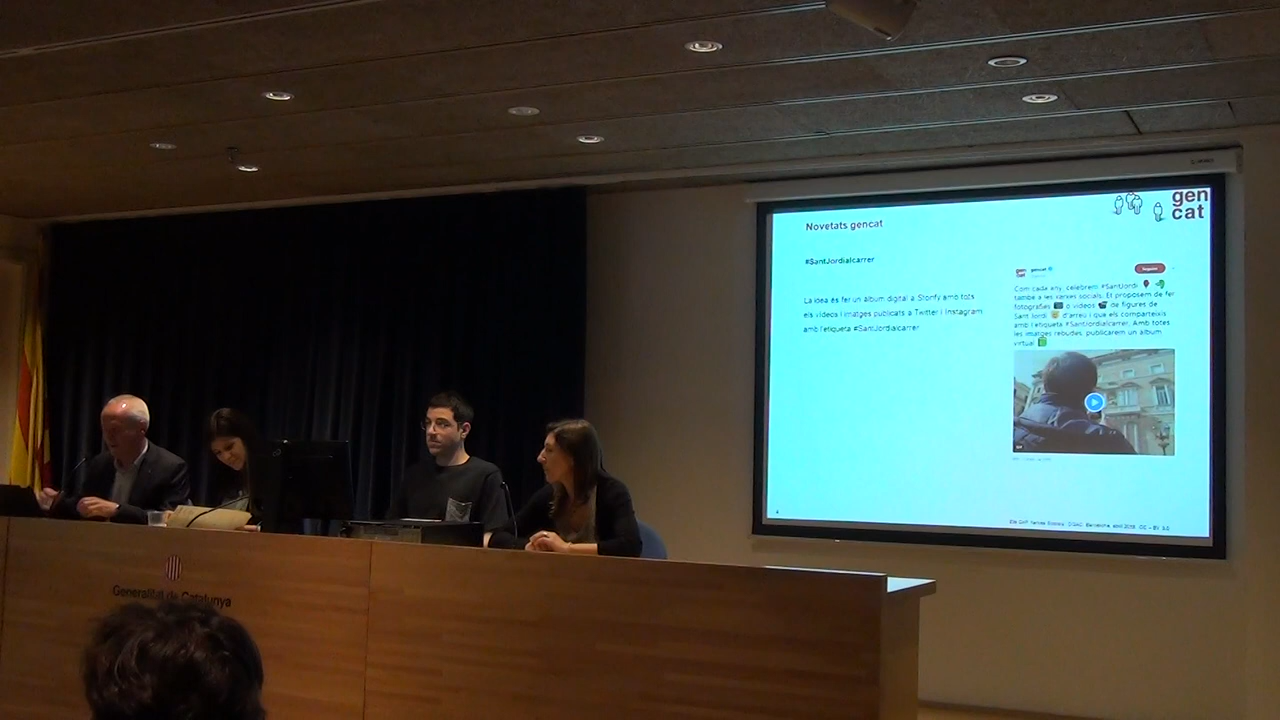 gen
cat
Novetats gencat
#SantJordialcarrer
La idea és fer un àlbum digital a Storify amb tots
els vídeos i imatges publicats a Twitter i Instagram
amb l'etiqueta #SantJordialcarrer
gencat
Com cada any, celebrem #SantJordi
també a les xarxes socials. Et proposem de fer
fotografies o vídeos de figures de
Sant Jordi d'arreu i que els comparteixis
amb l'etiqueta #SantJordialcarrer. Amb totes
les imatges rebudes, publicarem un àlbum
virtual
Generalitat de Catalunya